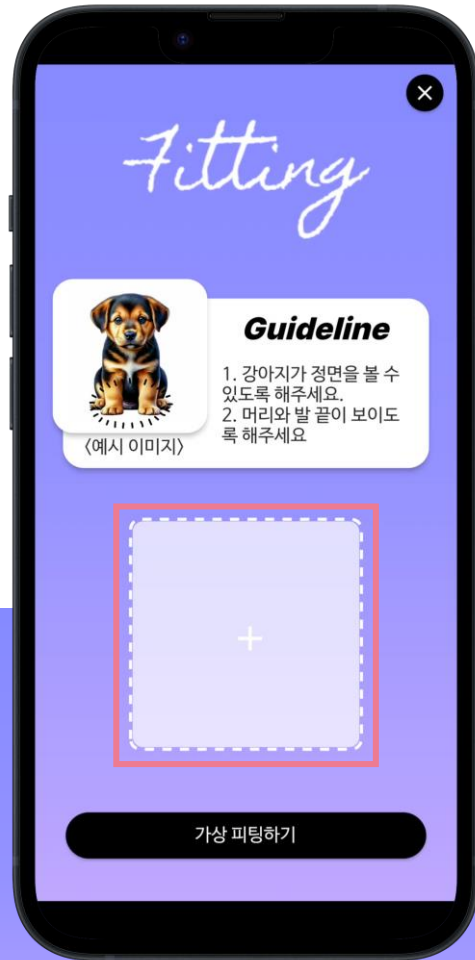 Fitting
Guideline
1. 강아지가 정면을 볼 수
있도록 해주세요.
2. 머리와 발 끝이 보이도
록 해주세요
〈예시 이미지〉
가상 피팅하기